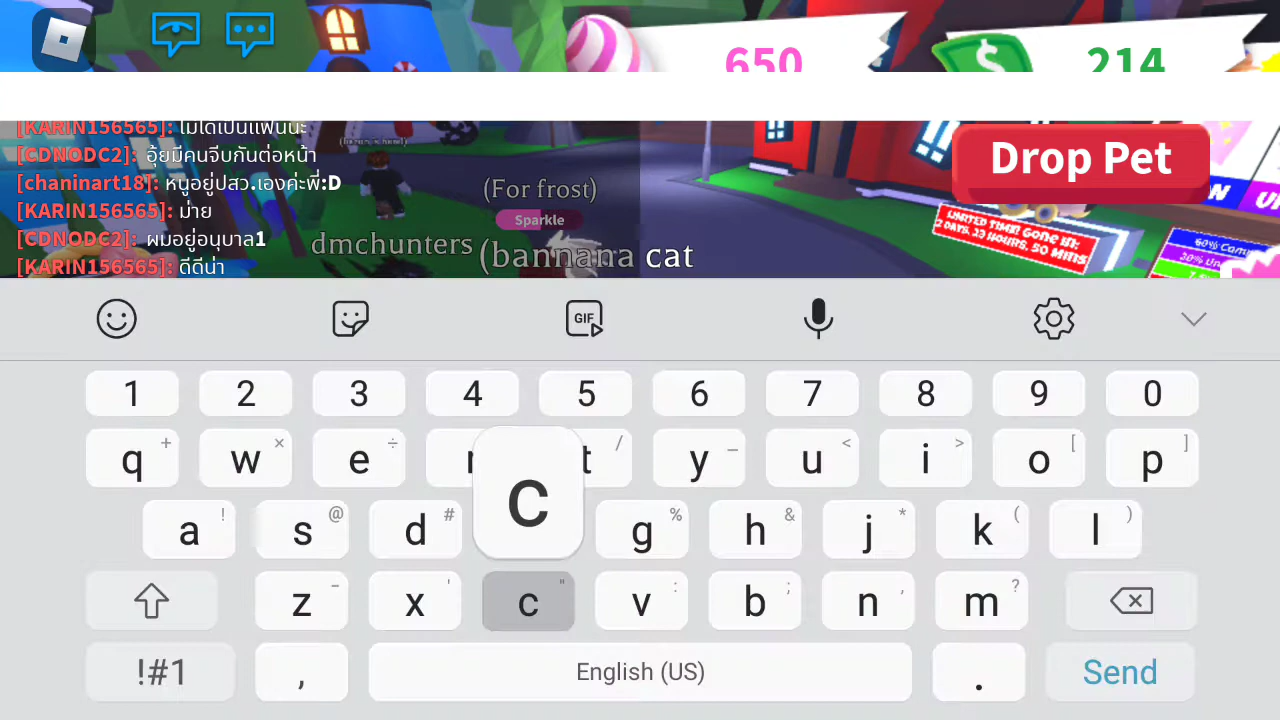 650
214
[KARIN156565]: ไม่ได้เป็นแฟนนะ
[CDNODC2]: อุ้ยมีคนจีบกันต่อหน้า
[chaninart18]: หนูอยู่ปสว.เองค่ะพี่:D
[KARIN156565]: ม่าย
[CDNODC2]: ผมอยู่อนุบาล1
[KARIN156565]: ดีดีน่า
(For frost)
Sparkle
dmchunters
(bannana cat
Drop Pet
LIMITED TIME! Gone in:
2 DAYS, 23 HOURS, 50 MINS
GIF
1 2 3 4 5 6 7 8 9 0
q + w × e ÷ t / y _ u < i > o [ p ]
a ! s @ d # g % h & j * k ( l )
c
z - x ' c " v : b ; n , m ?
!#1 , English (US) . Send